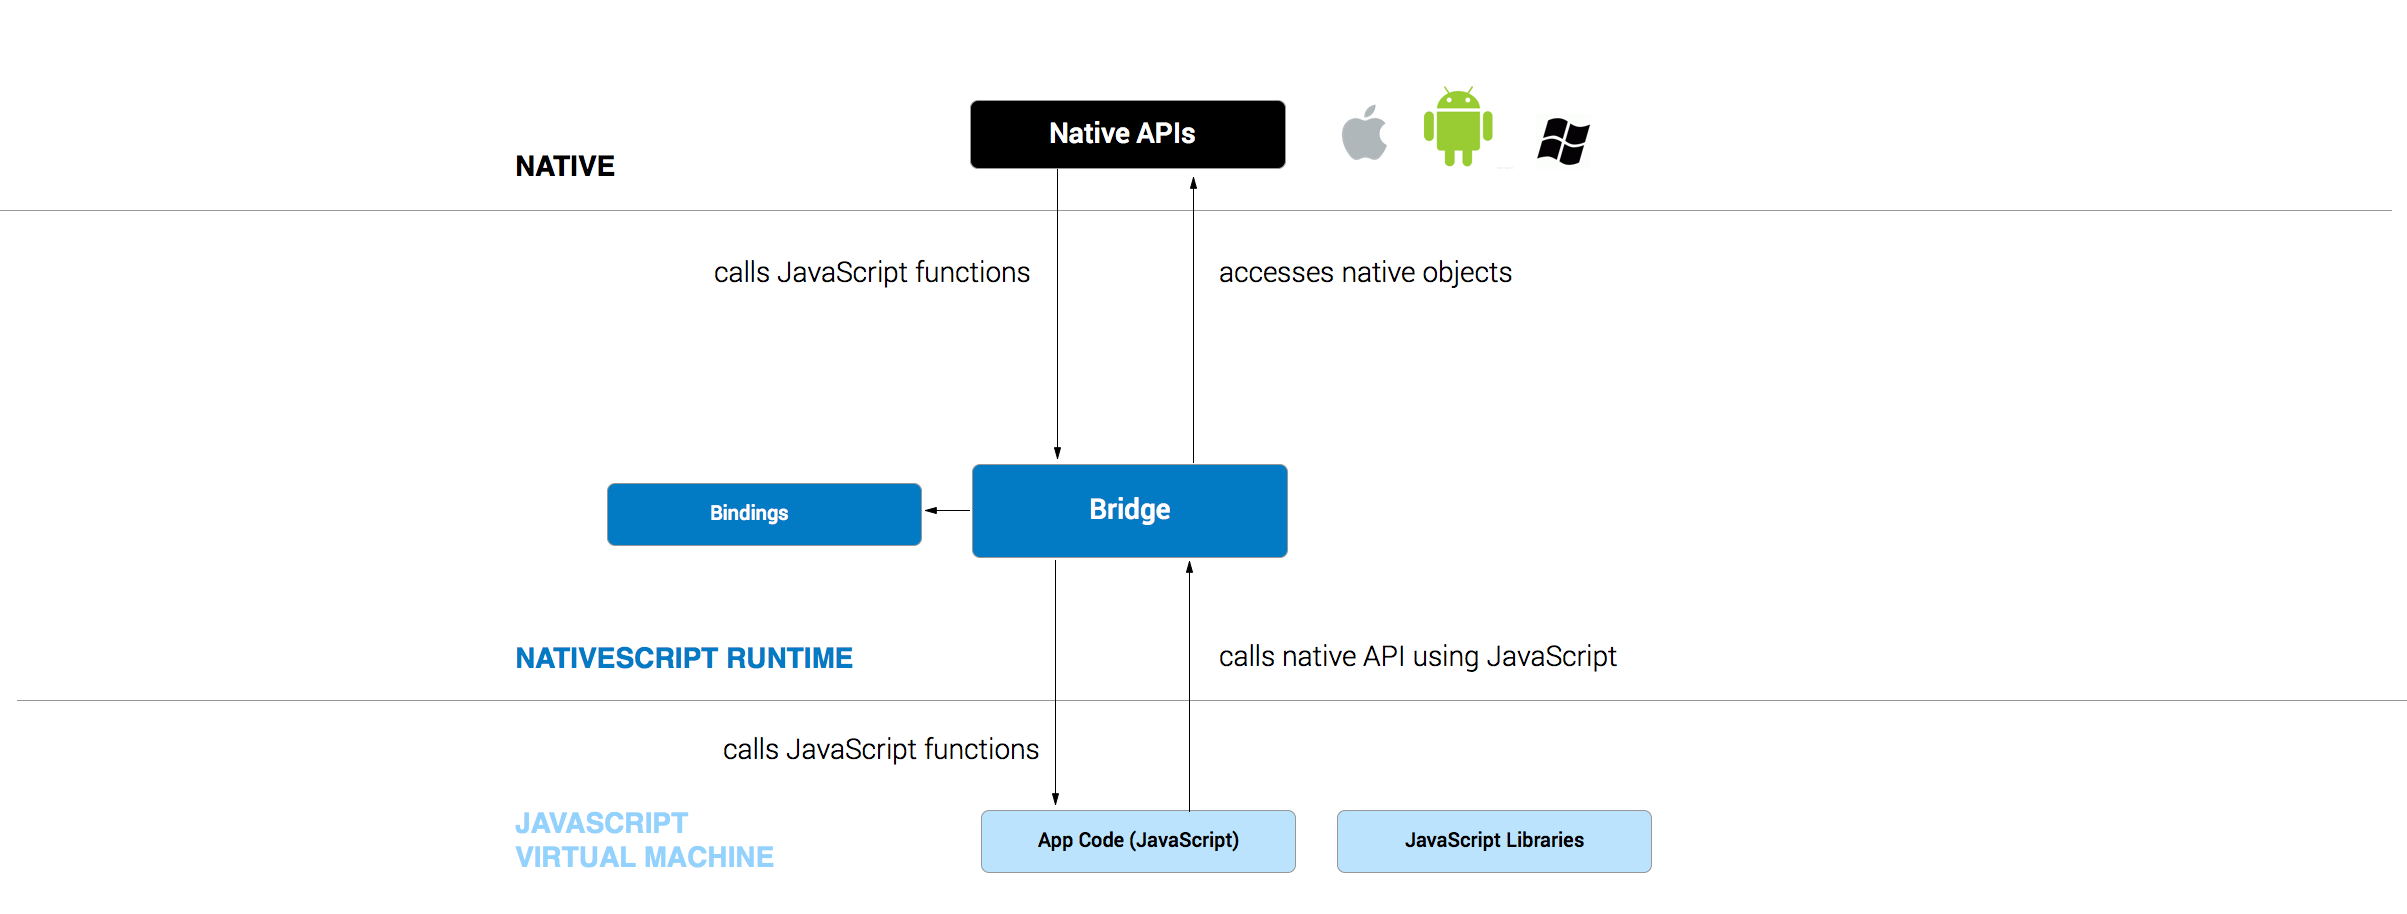 Native APIs
NATIVE
calls JavaScript functions
accesses native objects
Bindings
Bridge
NATIVESCRIPT RUNTIME
calls native API using JavaScript
calls JavaScript functions
JAVASCRIPT
VIRTUAL MACHINE
App Code (JavaScript)
JavaScript Libraries